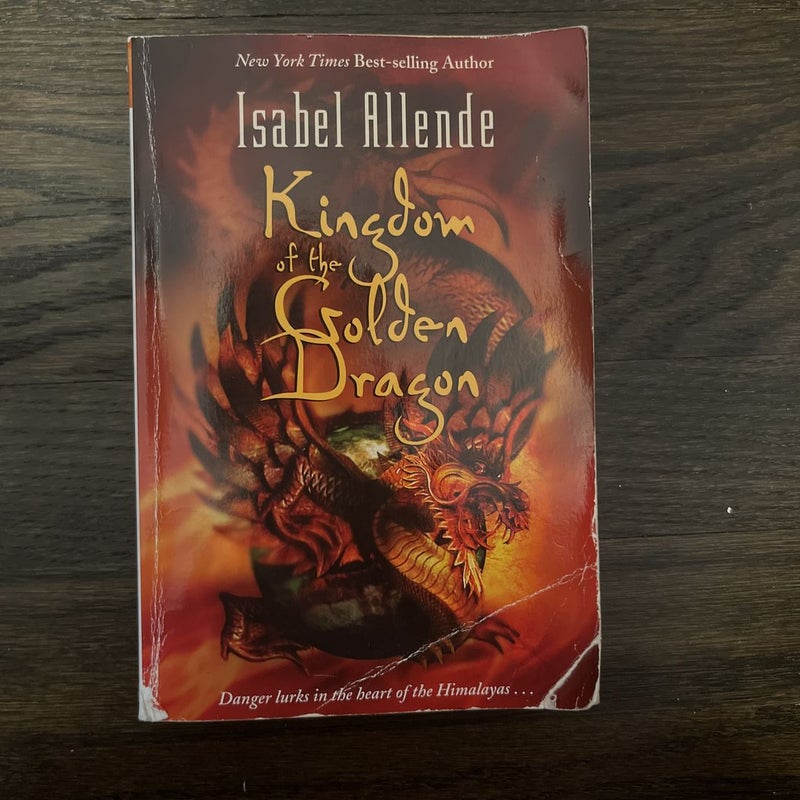 New York Times Best-selling Author
Isabel Allende
Kingdom
of the
Golden
Dragon
Danger lurks in the heart of the Himalayas . . .